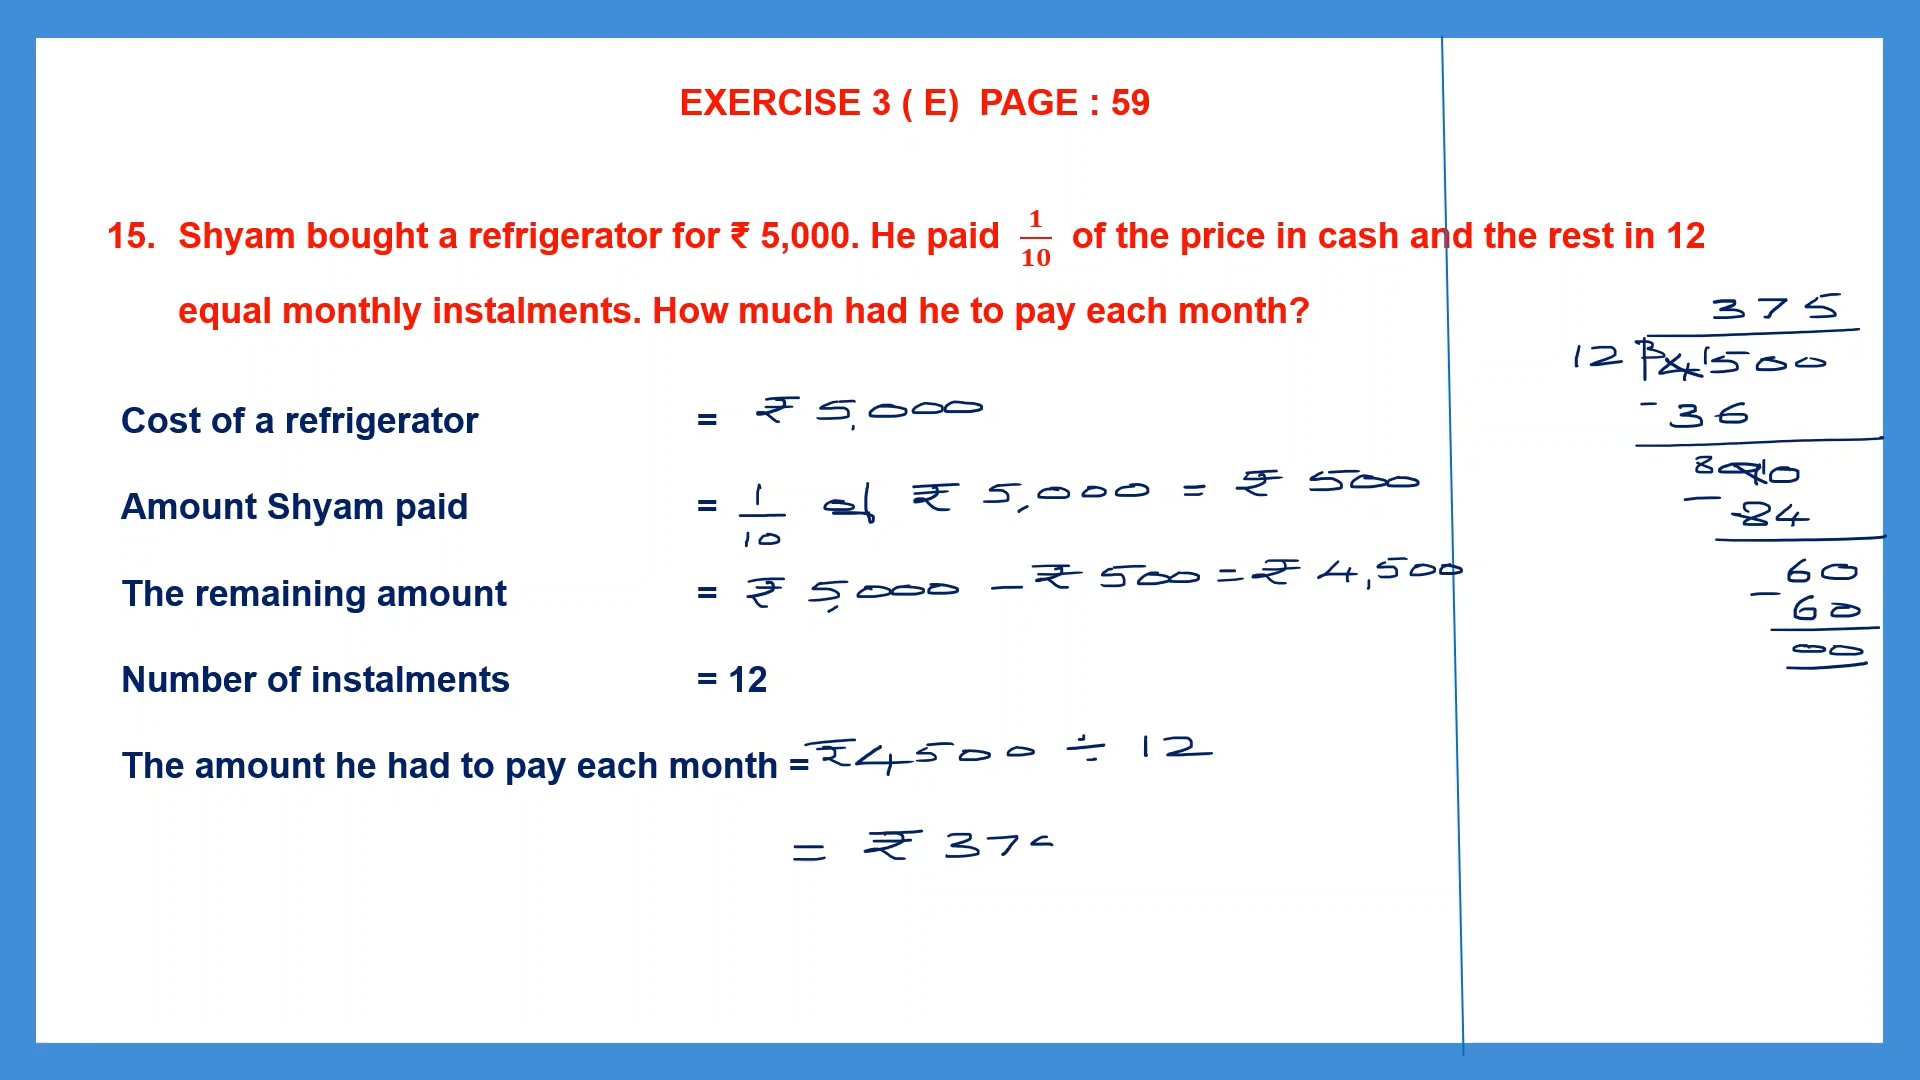 EXERCISE 3 ( E) PAGE : 59
15. Shyam bought a refrigerator for ₹ 5,000. He paid 1/10 of the price in cash and the rest in 12
equal monthly instalments. How much had he to pay each month?
Cost of a refrigerator = ₹ 5,000
Amount Shyam paid = 1/10 of ₹ 5,000 = ₹ 500
The remaining amount = ₹ 5,000 - ₹ 500 = ₹ 4,500
Number of instalments = 12
The amount he had to pay each month = ₹4500 ÷ 12
= ₹ 37
375
12 4500
- 36
- 84
60
- 60
00